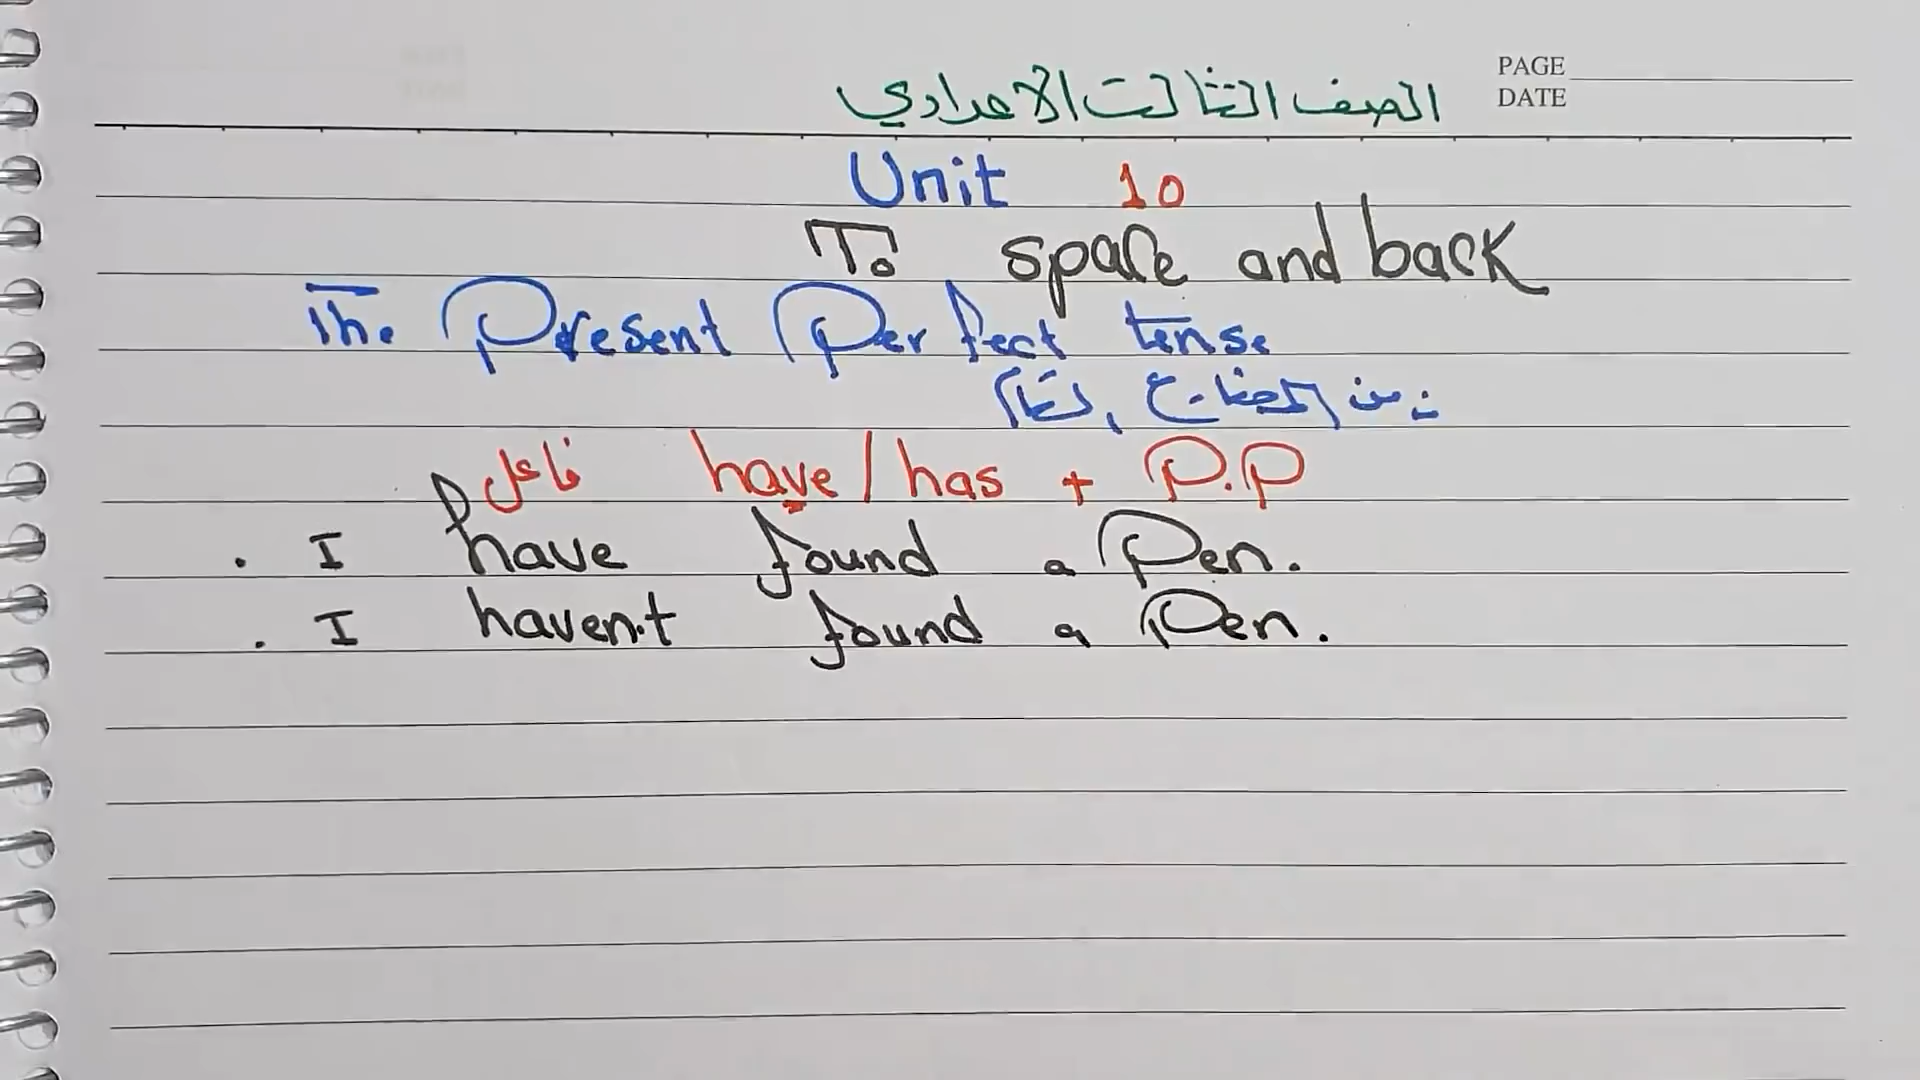 PAGE
DATE
الصف الثالث الاعدادي
Unit 10
To space and back
The Present Perfect tense
زمن المضارع التام
فاعل have / has + P.P
. I have found a Pen.
. I haven't found a Pen.